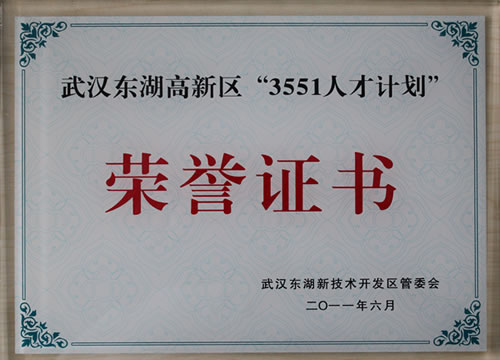 武汉东湖高新区“3551人才计划”
荣誉证书
武汉东湖新技术开发区管委会
二〇一一年六月